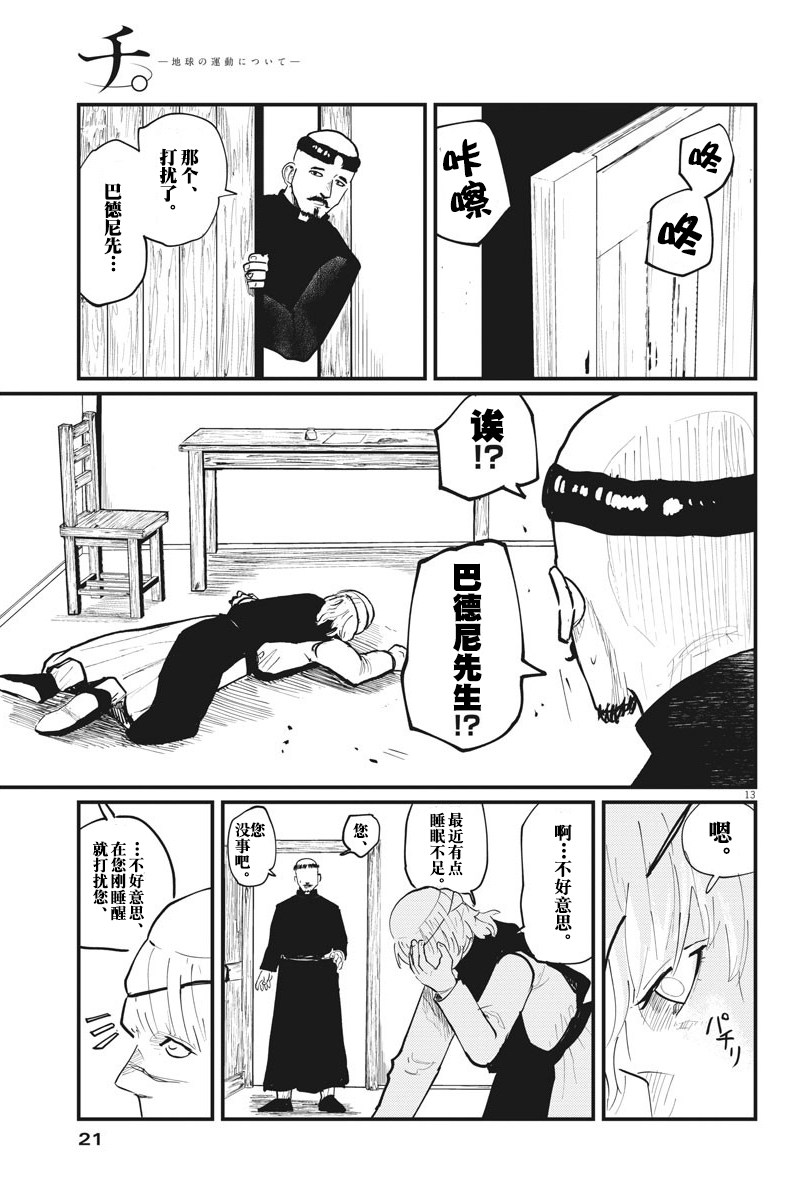 チ。
―地球の運動について―
咚
咚
咔
嚓
那个、
打扰了。
巴德尼先…
诶!?
巴德尼先生!?
13
嗯。
パチリ
啊…不好意思。
最近有点
睡眠不足。
您、
您
没事吧。
…不好意思、
在您刚睡醒
就打扰您、
21